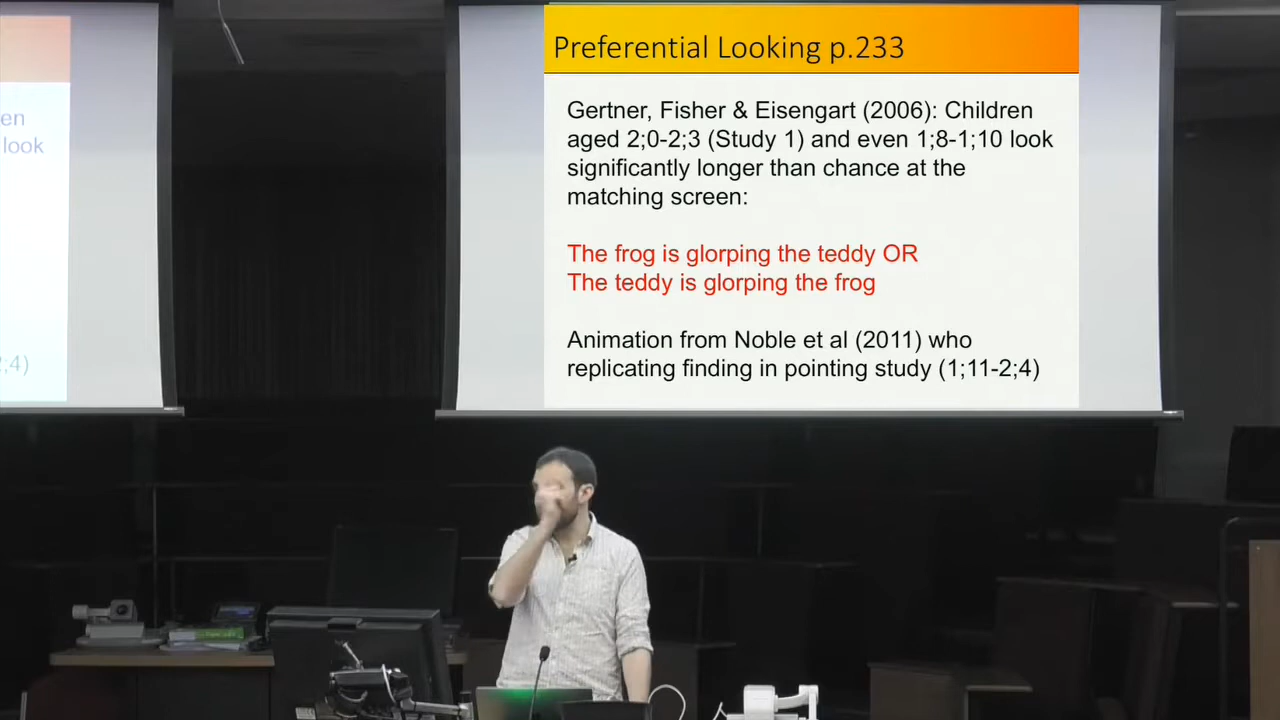 en
look
;4)
Preferential Looking p.233
Gertner, Fisher & Eisengart (2006): Children
aged 2;0-2;3 (Study 1) and even 1;8-1;10 look
significantly longer than chance at the
matching screen:
The frog is glorping the teddy OR
The teddy is glorping the frog
Animation from Noble et al (2011) who
replicating finding in pointing study (1;11-2;4)